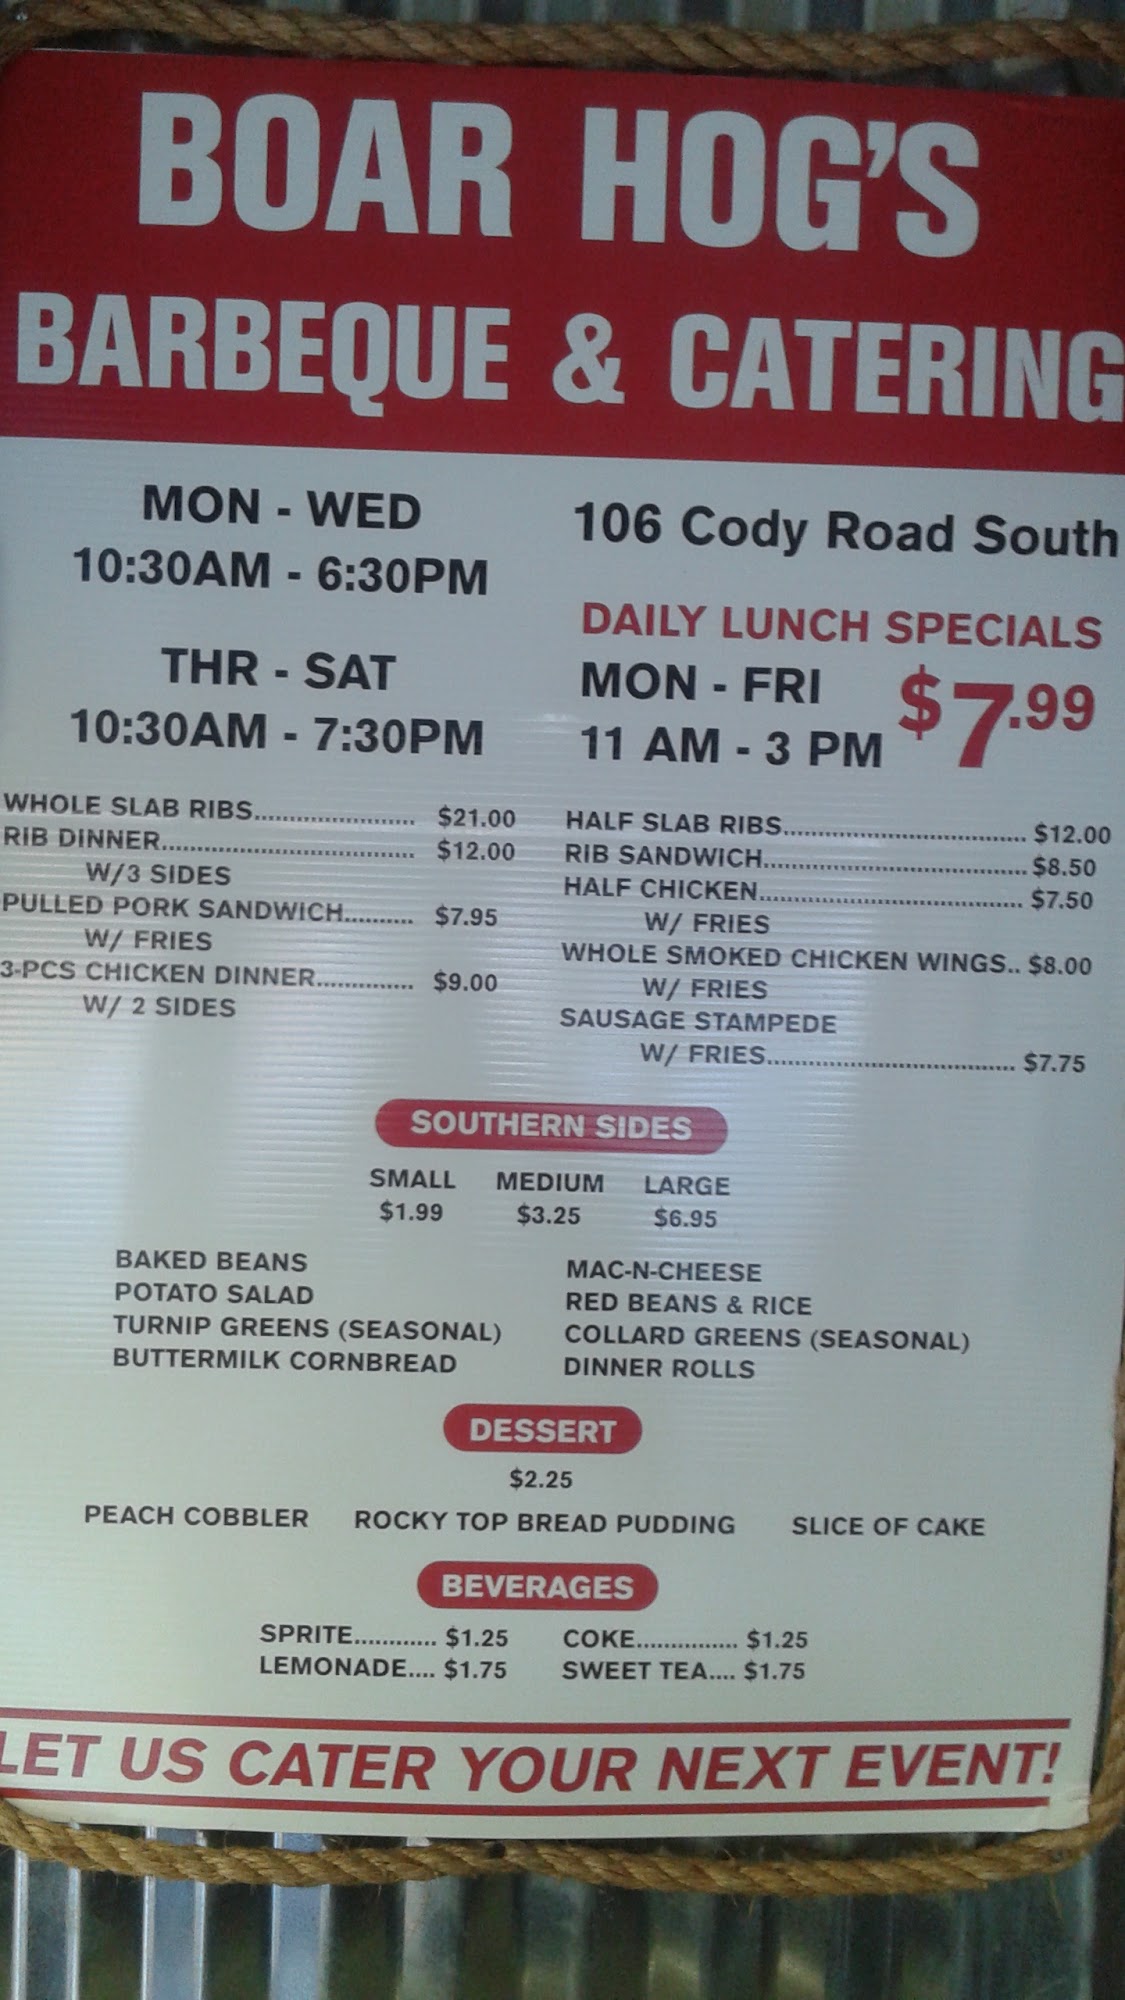 BOAR HOG'S
BARBEQUE & CATERING
MON - WED
10:30AM - 6:30PM
THR - SAT
10:30AM - 7:30PM
106 Cody Road South
DAILY LUNCH SPECIALS
MON - FRI
11 AM - 3 PM
$7.99
WHOLE SLAB RIBS....................... $21.00
RIB DINNER.................................... $12.00
W/3 SIDES
PULLED PORK SANDWICH.......... $7.95
W/ FRIES
3-PCS CHICKEN DINNER.............. $9.00
W/ 2 SIDES
HALF SLAB RIBS................................... $12.00
RIB SANDWICH...................................... $8.50
HALF CHICKEN...................................... $7.50
W/ FRIES
WHOLE SMOKED CHICKEN WINGS.. $8.00
W/ FRIES
SAUSAGE STAMPEDE
W/ FRIES.................................... $7.75
SOUTHERN SIDES
SMALL MEDIUM LARGE
$1.99 $3.25 $6.95
BAKED BEANS
POTATO SALAD
TURNIP GREENS (SEASONAL)
BUTTERMILK CORNBREAD
MAC-N-CHEESE
RED BEANS & RICE
COLLARD GREENS (SEASONAL)
DINNER ROLLS
DESSERT
$2.25
PEACH COBBLER ROCKY TOP BREAD PUDDING SLICE OF CAKE
BEVERAGES
SPRITE............ $1.25 COKE............... $1.25
LEMONADE.... $1.75 SWEET TEA.... $1.75
LET US CATER YOUR NEXT EVENT!